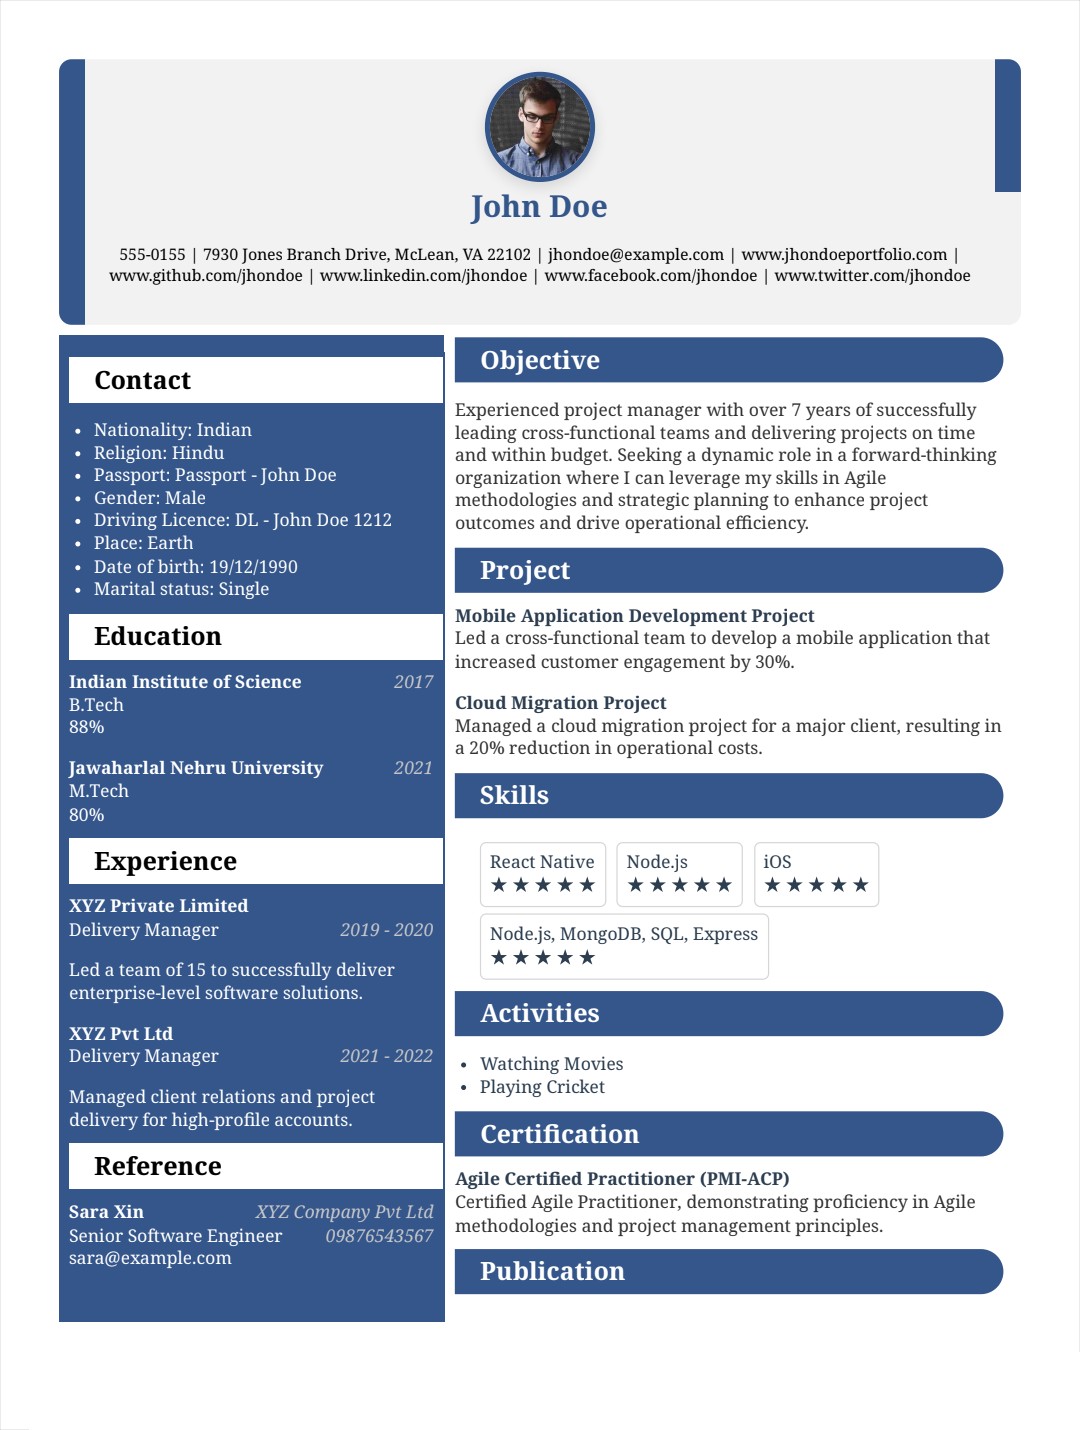 John Doe
555-0155 | 7930 Jones Branch Drive, McLean, VA 22102 | jhondoe@example.com | www.jhondoeportfolio.com |
www.github.com/jhondoe | www.linkedin.com/jhondoe | www.facebook.com/jhondoe | www.twitter.com/jhondoe
Contact
• Nationality: Indian
• Religion: Hindu
• Passport: Passport - John Doe
• Gender: Male
• Driving Licence: DL - John Doe 1212
• Place: Earth
• Date of birth: 19/12/1990
• Marital status: Single
Education
Indian Institute of Science 2017
B.Tech
88%
Jawaharlal Nehru University 2021
M.Tech
80%
Experience
XYZ Private Limited
Delivery Manager 2019 - 2020
Led a team of 15 to successfully deliver
enterprise-level software solutions.
XYZ Pvt Ltd
Delivery Manager 2021 - 2022
Managed client relations and project
delivery for high-profile accounts.
Reference
Sara Xin XYZ Company Pvt Ltd
Senior Software Engineer 09876543567
sara@example.com
Objective
Experienced project manager with over 7 years of successfully
leading cross-functional teams and delivering projects on time
and within budget. Seeking a dynamic role in a forward-thinking
organization where I can leverage my skills in Agile
methodologies and strategic planning to enhance project
outcomes and drive operational efficiency.
Project
Mobile Application Development Project
Led a cross-functional team to develop a mobile application that
increased customer engagement by 30%.
Cloud Migration Project
Managed a cloud migration project for a major client, resulting in
a 20% reduction in operational costs.
Skills
React Native
★★★★★
Node.js
★★★★★
iOS
★★★★★
Node.js, MongoDB, SQL, Express
★★★★★
Activities
• Watching Movies
• Playing Cricket
Certification
Agile Certified Practitioner (PMI-ACP)
Certified Agile Practitioner, demonstrating proficiency in Agile
methodologies and project management principles.
Publication